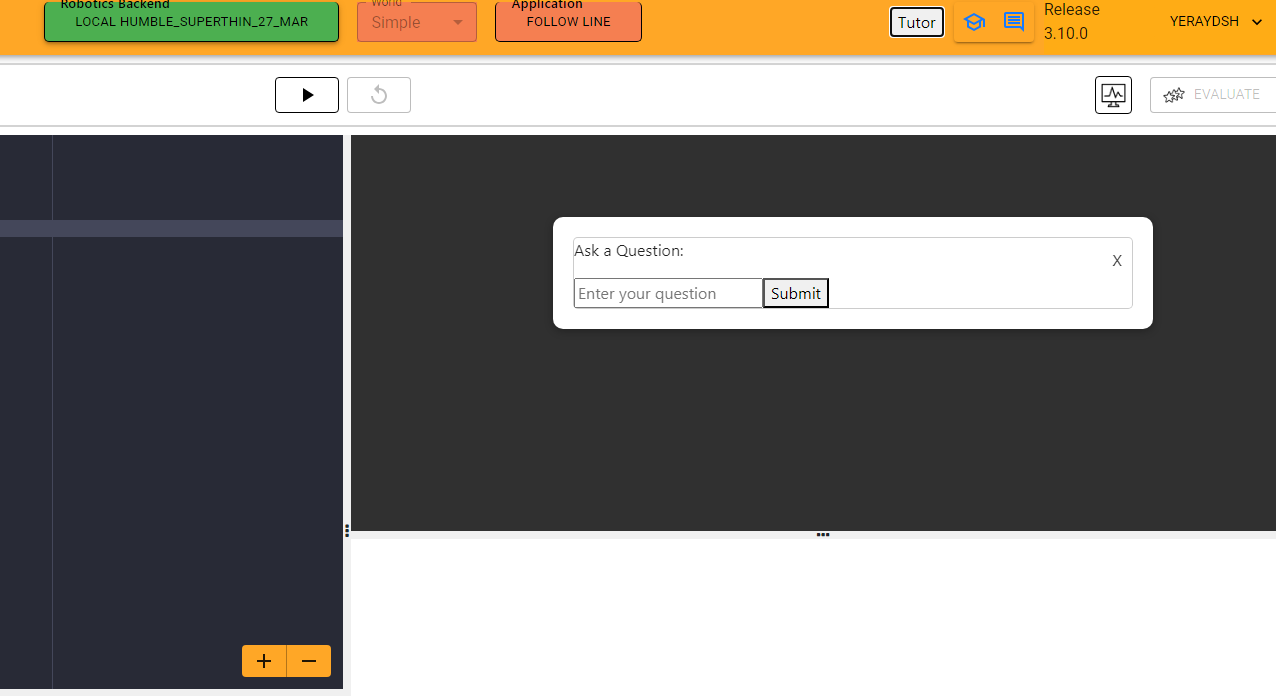 Robotics Backend
LOCAL HUMBLE_SUPERTHIN_27_MAR
World
Simple
Application
FOLLOW LINE
Tutor
Release
3.10.0
YERAYDSH
EVALUATE
Ask a Question:
X
Enter your question
Submit